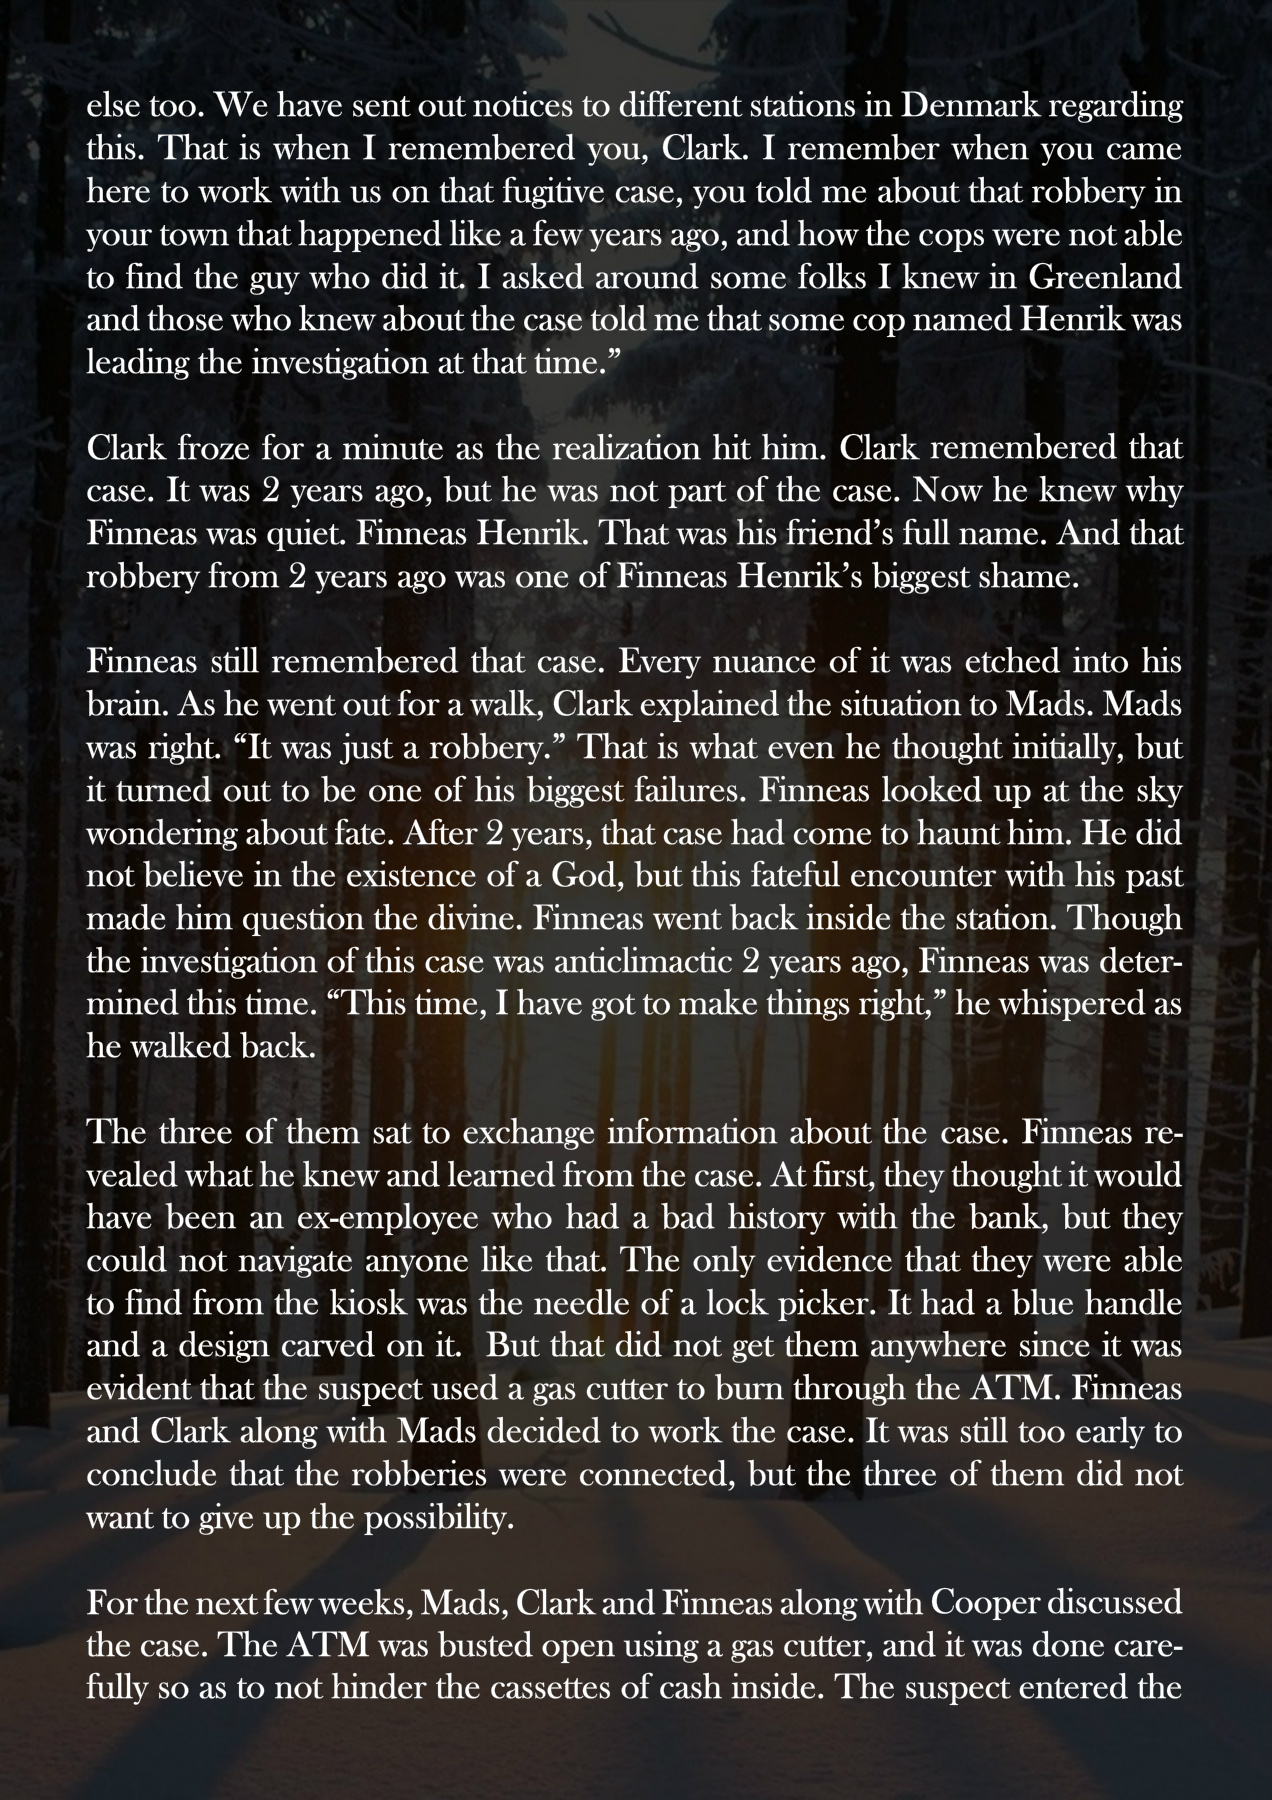 else too. We have sent out notices to different stations in Denmark regarding
this. That is when I remembered you, Clark. I remember when you came
here to work with us on that fugitive case, you told me about that robbery in
your town that happened like a few years ago, and how the cops were not able
to find the guy who did it. I asked around some folks I knew in Greenland
and those who knew about the case told me that some cop named Henrik was
leading the investigation at that time.”
Clark froze for a minute as the realization hit him. Clark remembered that
case. It was 2 years ago, but he was not part of the case. Now he knew why
Finneas was quiet. Finneas Henrik. That was his friend’s full name. And that
robbery from 2 years ago was one of Finneas Henrik’s biggest shame.
Finneas still remembered that case. Every nuance of it was etched into his
brain. As he went out for a walk, Clark explained the situation to Mads. Mads
was right. “It was just a robbery.” That is what even he thought initially, but
it turned out to be one of his biggest failures. Finneas looked up at the sky
wondering about fate. After 2 years, that case had come to haunt him. He did
not believe in the existence of a God, but this fateful encounter with his past
made him question the divine. Finneas went back inside the station. Though
the investigation of this case was anticlimactic 2 years ago, Finneas was deter-
mined this time. “This time, I have got to make things right,” he whispered as
he walked back.
The three of them sat to exchange information about the case. Finneas re-
vealed what he knew and learned from the case. At first, they thought it would
have been an ex-employee who had a bad history with the bank, but they
could not navigate anyone like that. The only evidence that they were able
to find from the kiosk was the needle of a lock picker. It had a blue handle
and a design carved on it. But that did not get them anywhere since it was
evident that the suspect used a gas cutter to burn through the ATM. Finneas
and Clark along with Mads decided to work the case. It was still too early to
conclude that the robberies were connected, but the three of them did not
want to give up the possibility.
For the next few weeks, Mads, Clark and Finneas along with Cooper discussed
the case. The ATM was busted open using a gas cutter, and it was done care-
fully so as to not hinder the cassettes of cash inside. The suspect entered the